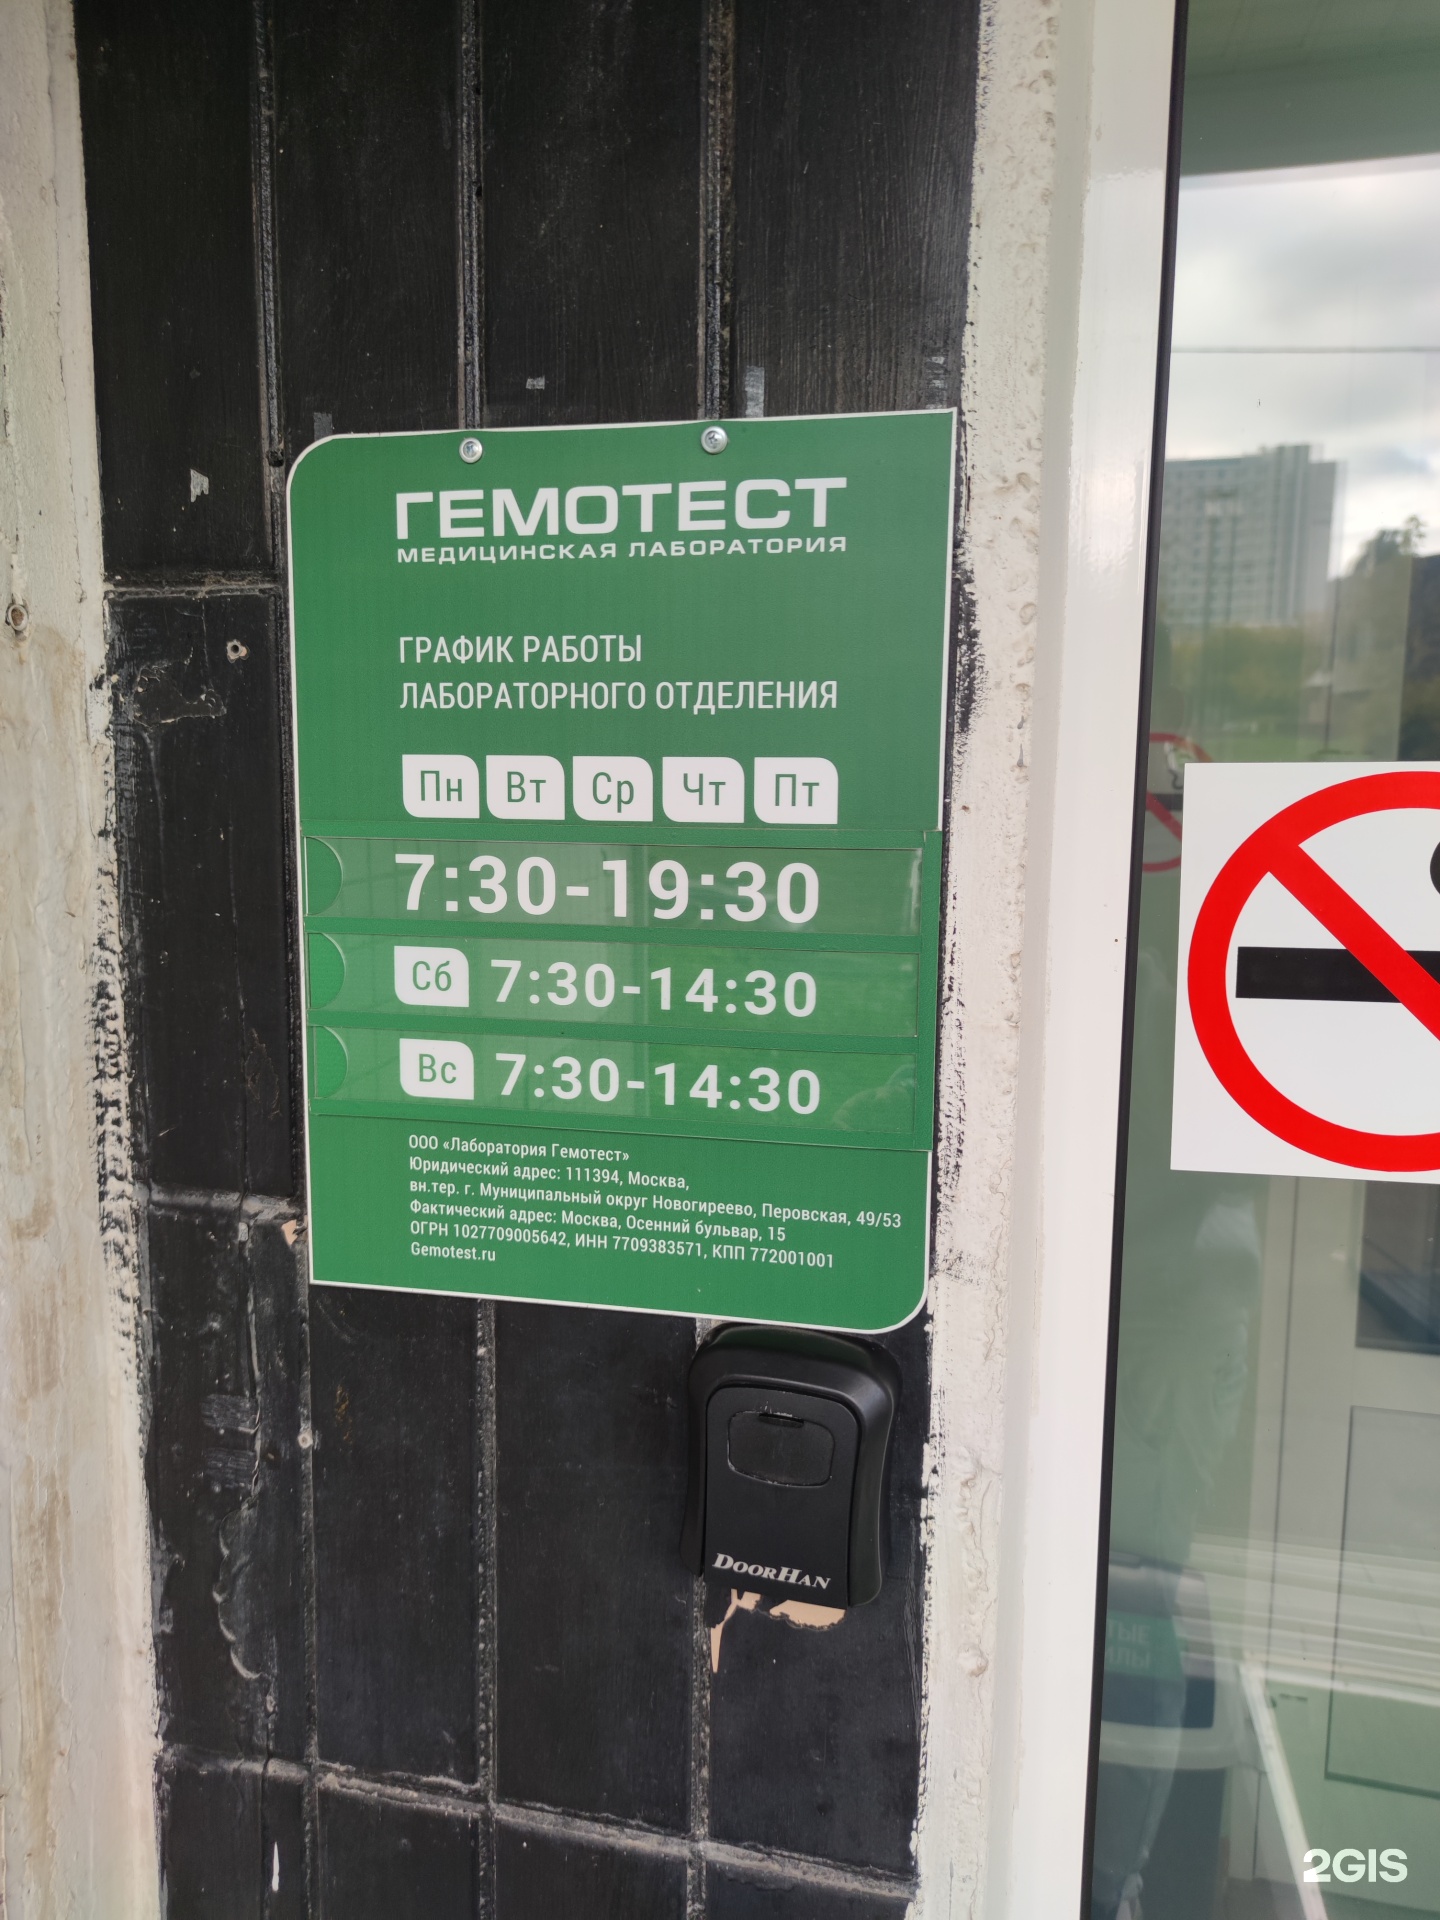 ГЕМОТЕСТ
МЕДИЦИНСКАЯ ЛАБОРАТОРИЯ
ГРАФИК РАБОТЫ
ЛАБОРАТОРНОГО ОТДЕЛЕНИЯ
Пн Вт Ср Чт Пт
7:30-19:30
Сб 7:30-14:30
Вс 7:30-14:30
ООО «Лаборатория Гемотест»
Юридический адрес: 111394, Москва,
вн.тер. г. Муниципальный округ Новогиреево, Перовская, 49/53
Фактический адрес: Москва, Осенний бульвар, 15
ОГРН 1027709005642, ИНН 7709383571, КПП 772001001
Gemotest.ru
DOORHAN
2GIS